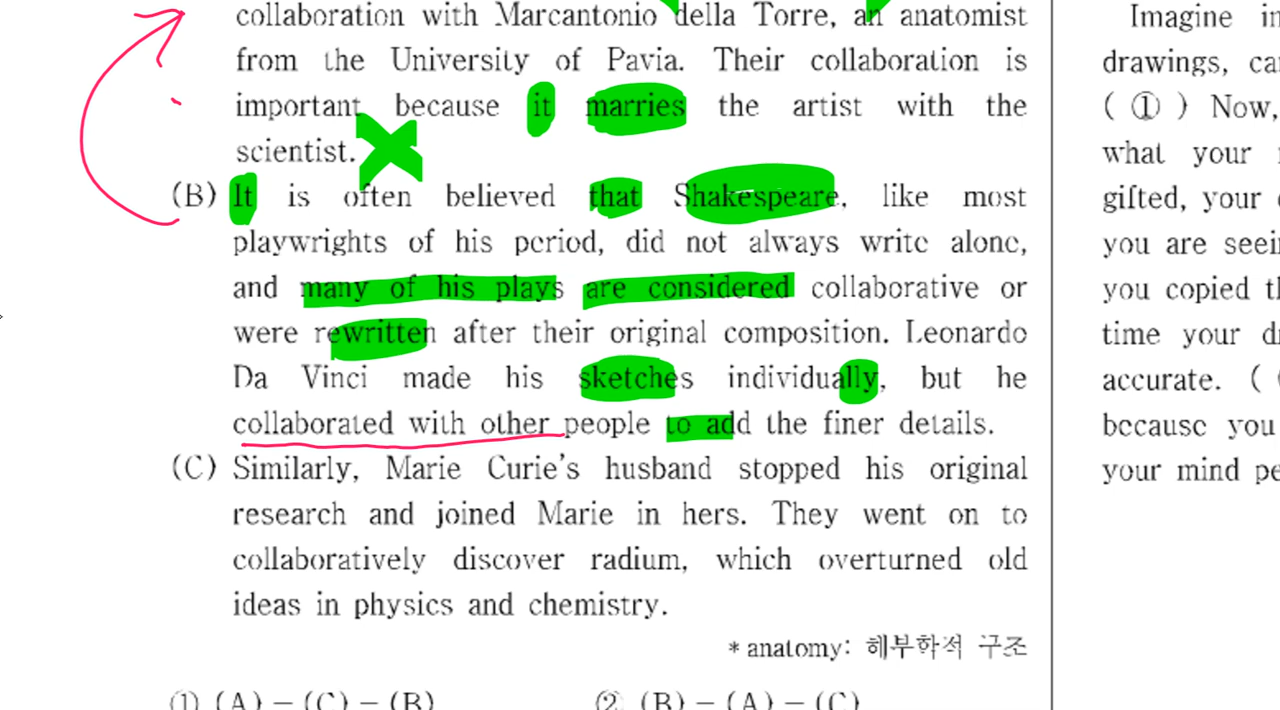 collaboration with Marcantonio della Torre, an anatomist
from the University of Pavia. Their collaboration is
important because it marries the artist with the
scientist.
(B) It is often believed that Shakespeare, like most
playwrights of his period, did not always write alone,
and many of his plays are considered collaborative or
were rewritten after their original composition. Leonardo
Da Vinci made his sketches individually, but he
collaborated with other people to add the finer details.
(C) Similarly, Marie Curie's husband stopped his original
research and joined Marie in hers. They went on to
collaboratively discover radium, which overturned old
ideas in physics and chemistry.
* anatomy: 해부학적 구조
① (A) – (C) – (B) ② (B) – (A) – (C)
Imagine in
drawings, ca
( ① ) Now,
what your
gifted, your
you are seei
you copied t
time your d
accurate. (
because you
your mind pe